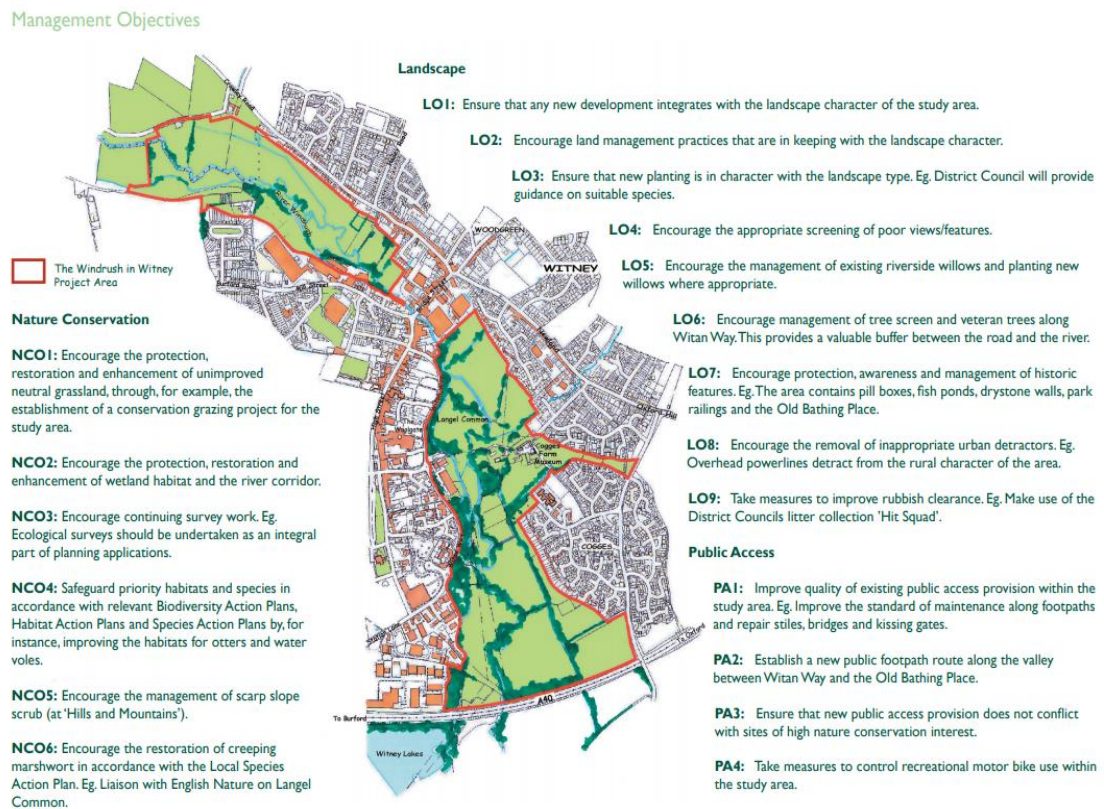 Management Objectives
Landscape
LO1: Ensure that any new development integrates with the landscape character of the study area.
LO2: Encourage land management practices that are in keeping with the landscape character.
LO3: Ensure that new planting is in character with the landscape type. Eg. District Council will provide
guidance on suitable species.
LO4: Encourage the appropriate screening of poor views/features.
LO5: Encourage the management of existing riverside willows and planting new
willows where appropriate.
LO6: Encourage management of tree screen and veteran trees along
Witan Way. This provides a valuable buffer between the road and the river.
LO7: Encourage protection, awareness and management of historic
features. Eg. The area contains pill boxes, fish ponds, drystone walls, park
railings and the Old Bathing Place.
LO8: Encourage the removal of inappropriate urban detractors. Eg.
Overhead powerlines detract from the rural character of the area.
LO9: Take measures to improve rubbish clearance. Eg. Make use of the
District Councils litter collection 'Hit Squad'.
Public Access
PA1: Improve quality of existing public access provision within the
study area. Eg. Improve the standard of maintenance along footpaths
and repair stiles, bridges and kissing gates.
PA2: Establish a new public footpath route along the valley
between Witan Way and the Old Bathing Place.
PA3: Ensure that new public access provision does not conflict
with sites of high nature conservation interest.
PA4: Take measures to control recreational motor bike use within
the study area.
The Windrush in Witney
Project Area
Nature Conservation
NCO1: Encourage the protection,
restoration and enhancement of unimproved
neutral grassland, through, for example, the
establishment of a conservation grazing project for the
study area.
NCO2: Encourage the protection, restoration and
enhancement of wetland habitat and the river corridor.
NCO3: Encourage continuing survey work. Eg.
Ecological surveys should be undertaken as an integral
part of planning applications.
NCO4: Safeguard priority habitats and species in
accordance with relevant Biodiversity Action Plans,
Habitat Action Plans and Species Action Plans by, for
instance, improving the habitats for otters and water
voles.
NCO5: Encourage the management of scarp slope
scrub (at 'Hills and Mountains').
NCO6: Encourage the restoration of creeping
marshwort in accordance with the Local Species
Action Plan. Eg. Liaison with English Nature on Langel
Common.
River Windrush
WOODGREEN
WITNEY
Burford Road
Oxford Hill
Langel Common
Cogges
Farm
Museum
COGGES
To Oxford
A40
To Burford
Witney Lakes